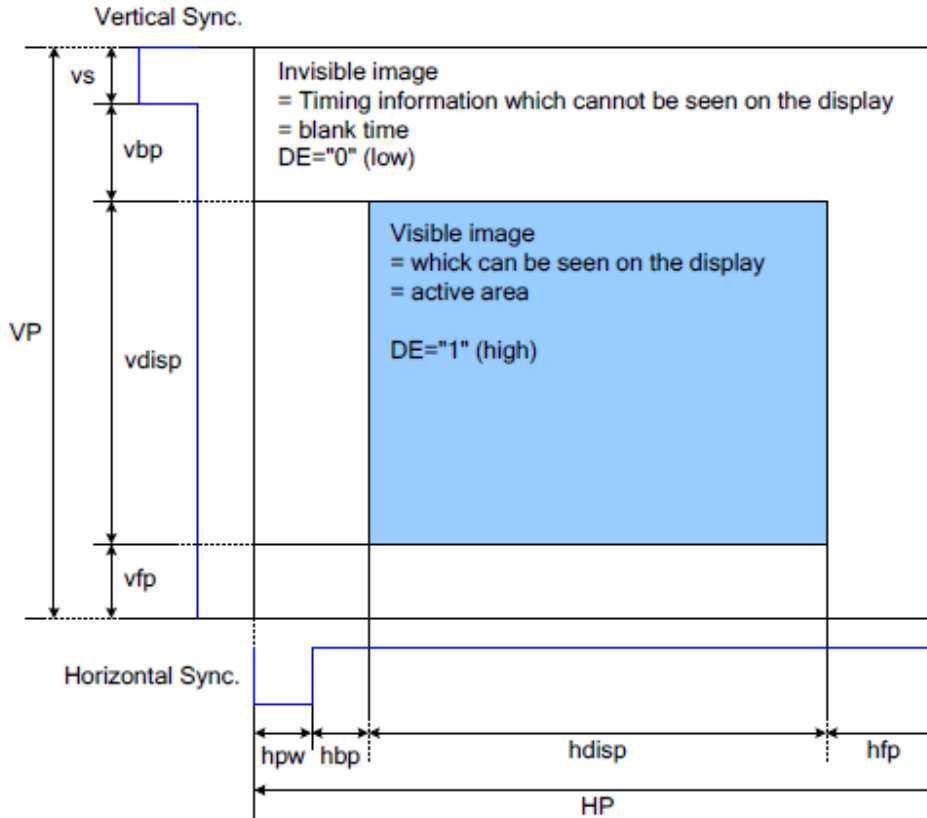 Vertical Sync.
vs
Invisible image
= Timing information which cannot be seen on the display
= blank time
DE="0" (low)
vbp
Visible image
= whick can be seen on the display
= active area
DE="1" (high)
VP
vdisp
vfp
Horizontal Sync.
hpw
hbp
hdisp
hfp
HP